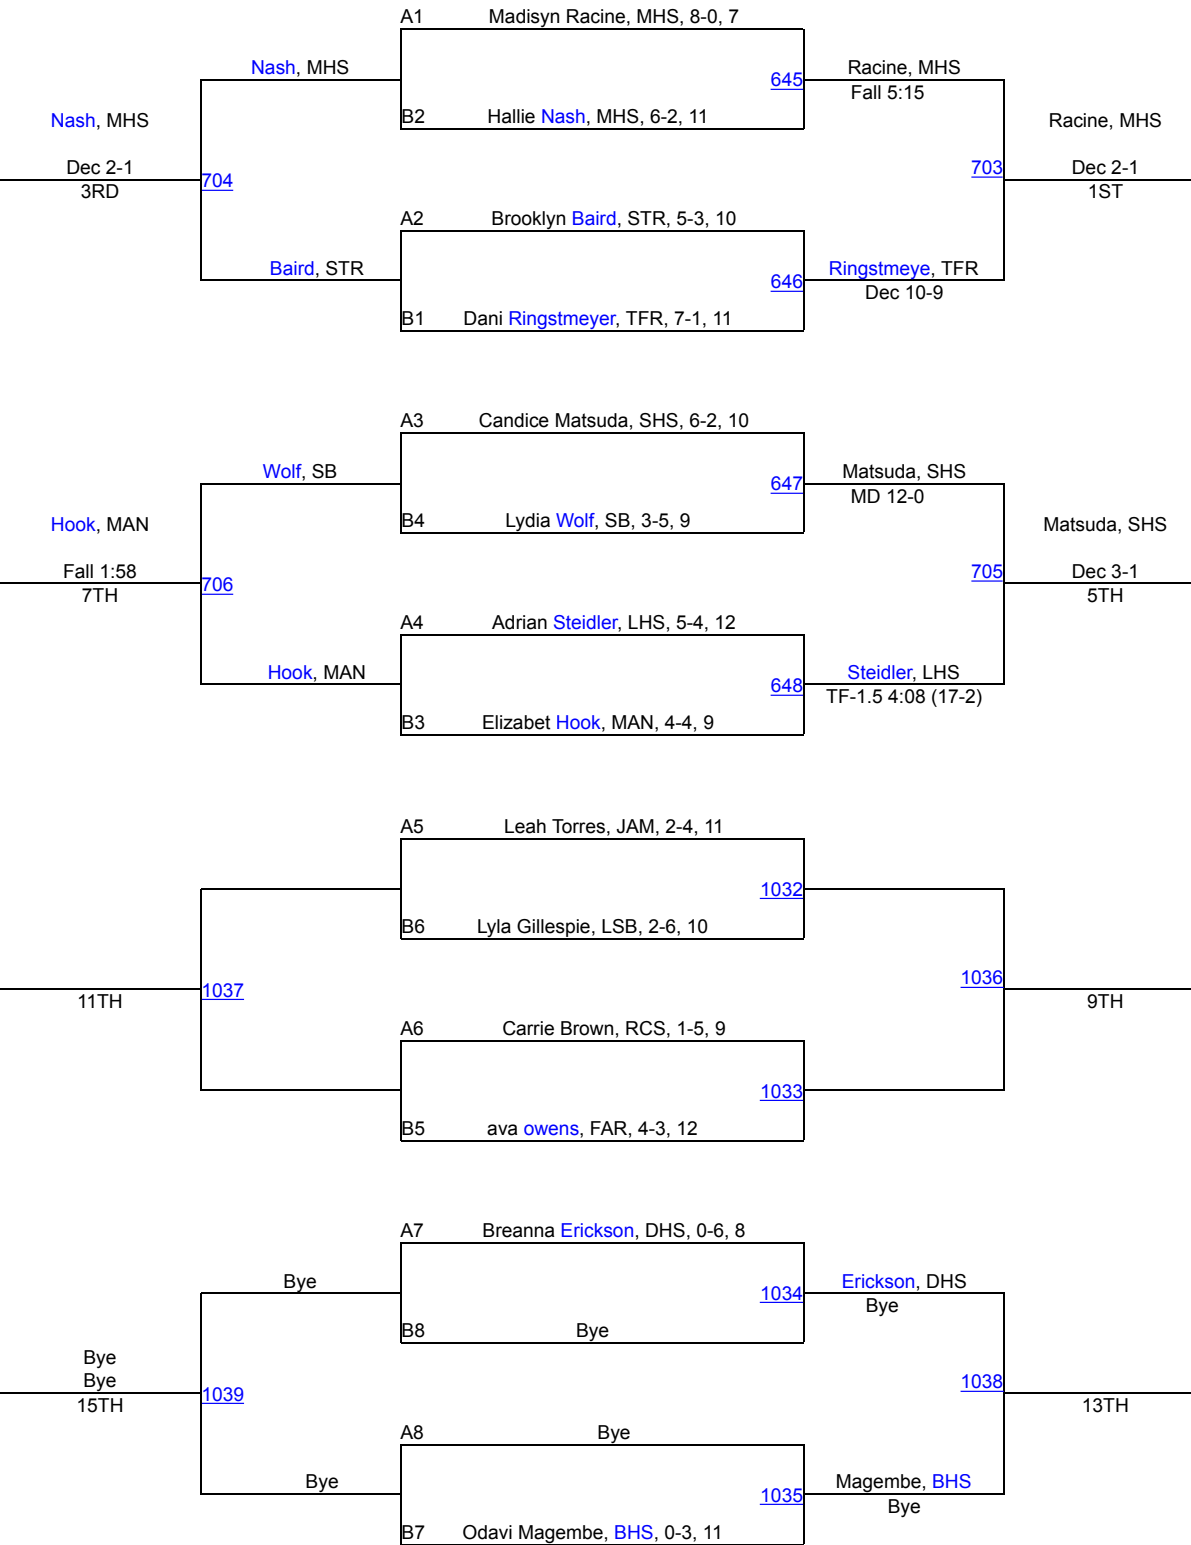 A1 Madisyn Racine, MHS, 8-0, 7
Nash, MHS
645
Racine, MHS
Fall 5:15
Nash, MHS
B2 Hallie Nash, MHS, 6-2, 11
Racine, MHS
Dec 2-1
3RD
704
703
Dec 2-1
1ST
A2 Brooklyn Baird, STR, 5-3, 10
Baird, STR
646
Ringstmeye, TFR
Dec 10-9
B1 Dani Ringstmeyer, TFR, 7-1, 11
A3 Candice Matsuda, SHS, 6-2, 10
Wolf, SB
647
Matsuda, SHS
MD 12-0
Hook, MAN
B4 Lydia Wolf, SB, 3-5, 9
Matsuda, SHS
Fall 1:58
7TH
706
705
Dec 3-1
5TH
A4 Adrian Steidler, LHS, 5-4, 12
Hook, MAN
648
Steidler, LHS
TF-1.5 4:08 (17-2)
B3 Elizabet Hook, MAN, 4-4, 9
A5 Leah Torres, JAM, 2-4, 11
1032
B6 Lyla Gillespie, LSB, 2-6, 10
11TH
1037
1036
9TH
A6 Carrie Brown, RCS, 1-5, 9
1033
B5 ava owens, FAR, 4-3, 12
A7 Breanna Erickson, DHS, 0-6, 8
Bye
1034
Erickson, DHS
Bye
B8 Bye
Bye
Bye
15TH
1039
1038
13TH
A8 Bye
Bye
1035
Magembe, BHS
Bye
B7 Odavi Magembe, BHS, 0-3, 11